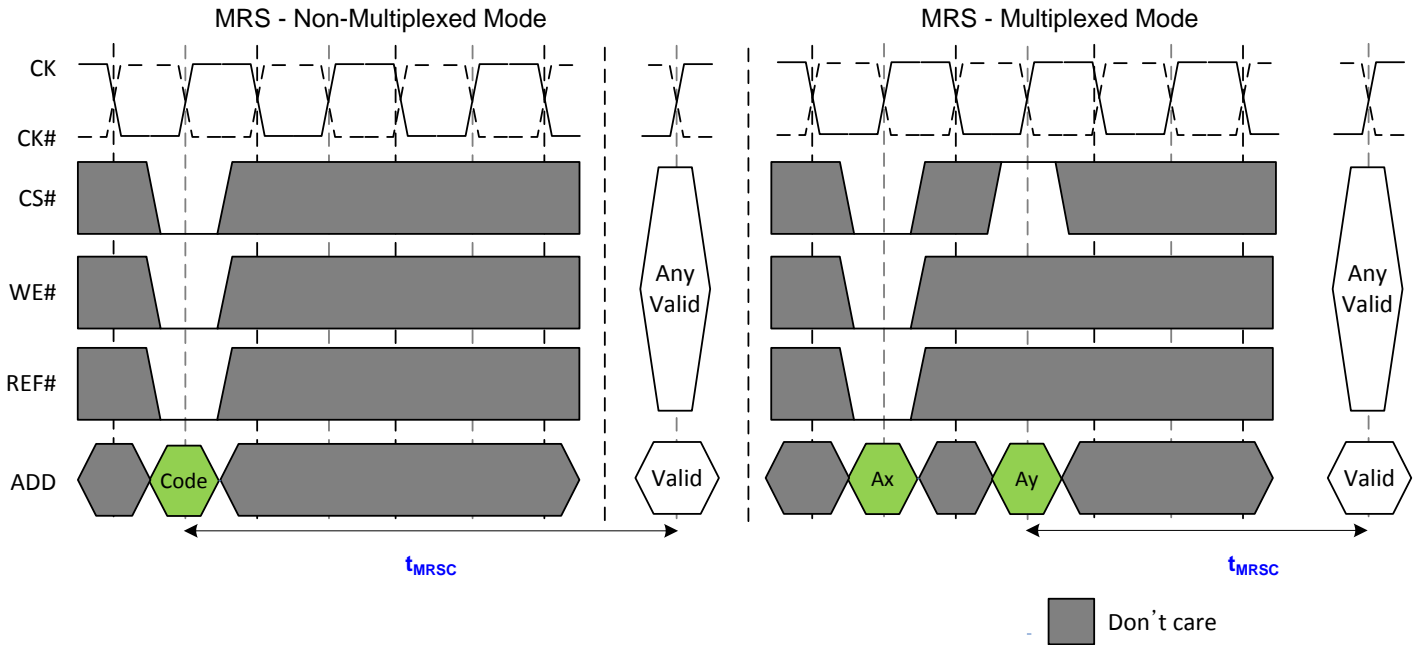 MRS - Non-Multiplexed Mode
MRS - Multiplexed Mode
CK
CK#
CS#
WE#
REF#
ADD
Any
Valid
Any
Valid
Code
Valid
Ax
Ay
Valid
tMRSC
tMRSC
Don't care